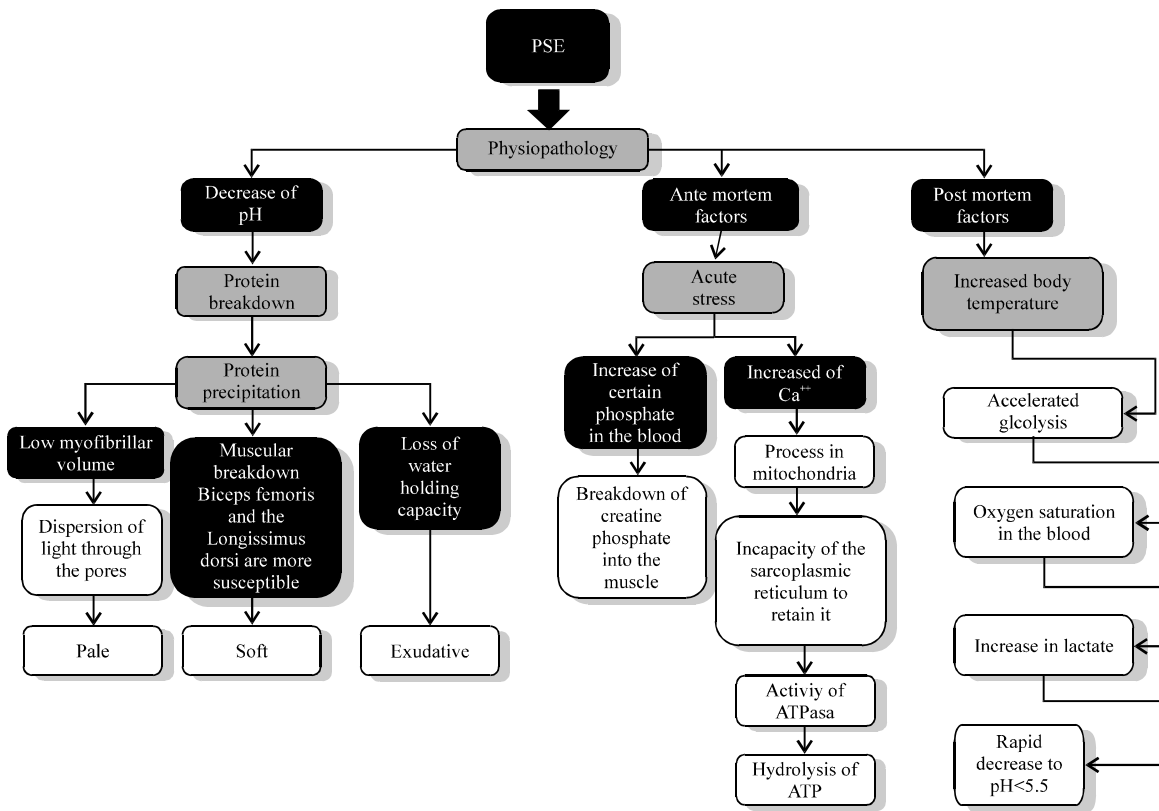 PSE
Physiopathology
Decrease of
pH
Protein
breakdown
Protein
precipitation
Low myofibrillar
volume
Dispersion of
light through
the pores
Pale
Muscular
breakdown
Biceps femoris
and the
Longissimus
dorsi are more
susceptible
Soft
Loss of
water
holding
capacity
Exudative
Ante mortem
factors
Acute
stress
Increase of
certain
phosphate
in the blood
Breakdown of
creatine
phosphate
into the
muscle
Increased of
Ca⁺⁺
Process in
mitochondria
Incapacity of the
sarcoplasmic
reticulum to
retain it
Activiy of
ATPasa
Hydrolysis of
ATP
Post mortem
factors
Increased body
temperature
Accelerated
glcolysis
Oxygen saturation
in the blood
Increase in lactate
Rapid
decrease to
pH<5.5